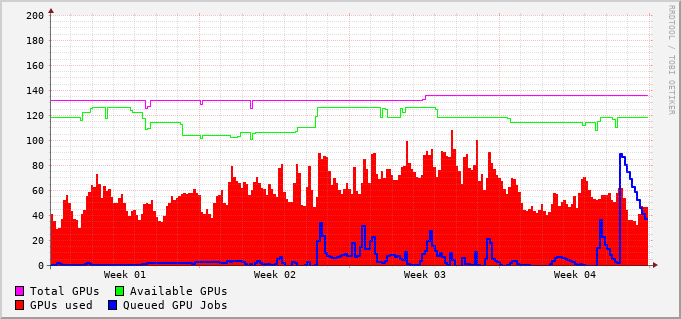 200
180
160
140
120
100
80
60
40
20
0
Week 01 Week 02 Week 03 Week 04
Total GPUs Available GPUs
GPUs used Queued GPU Jobs
RRDTOOL / TOBI OETIKER